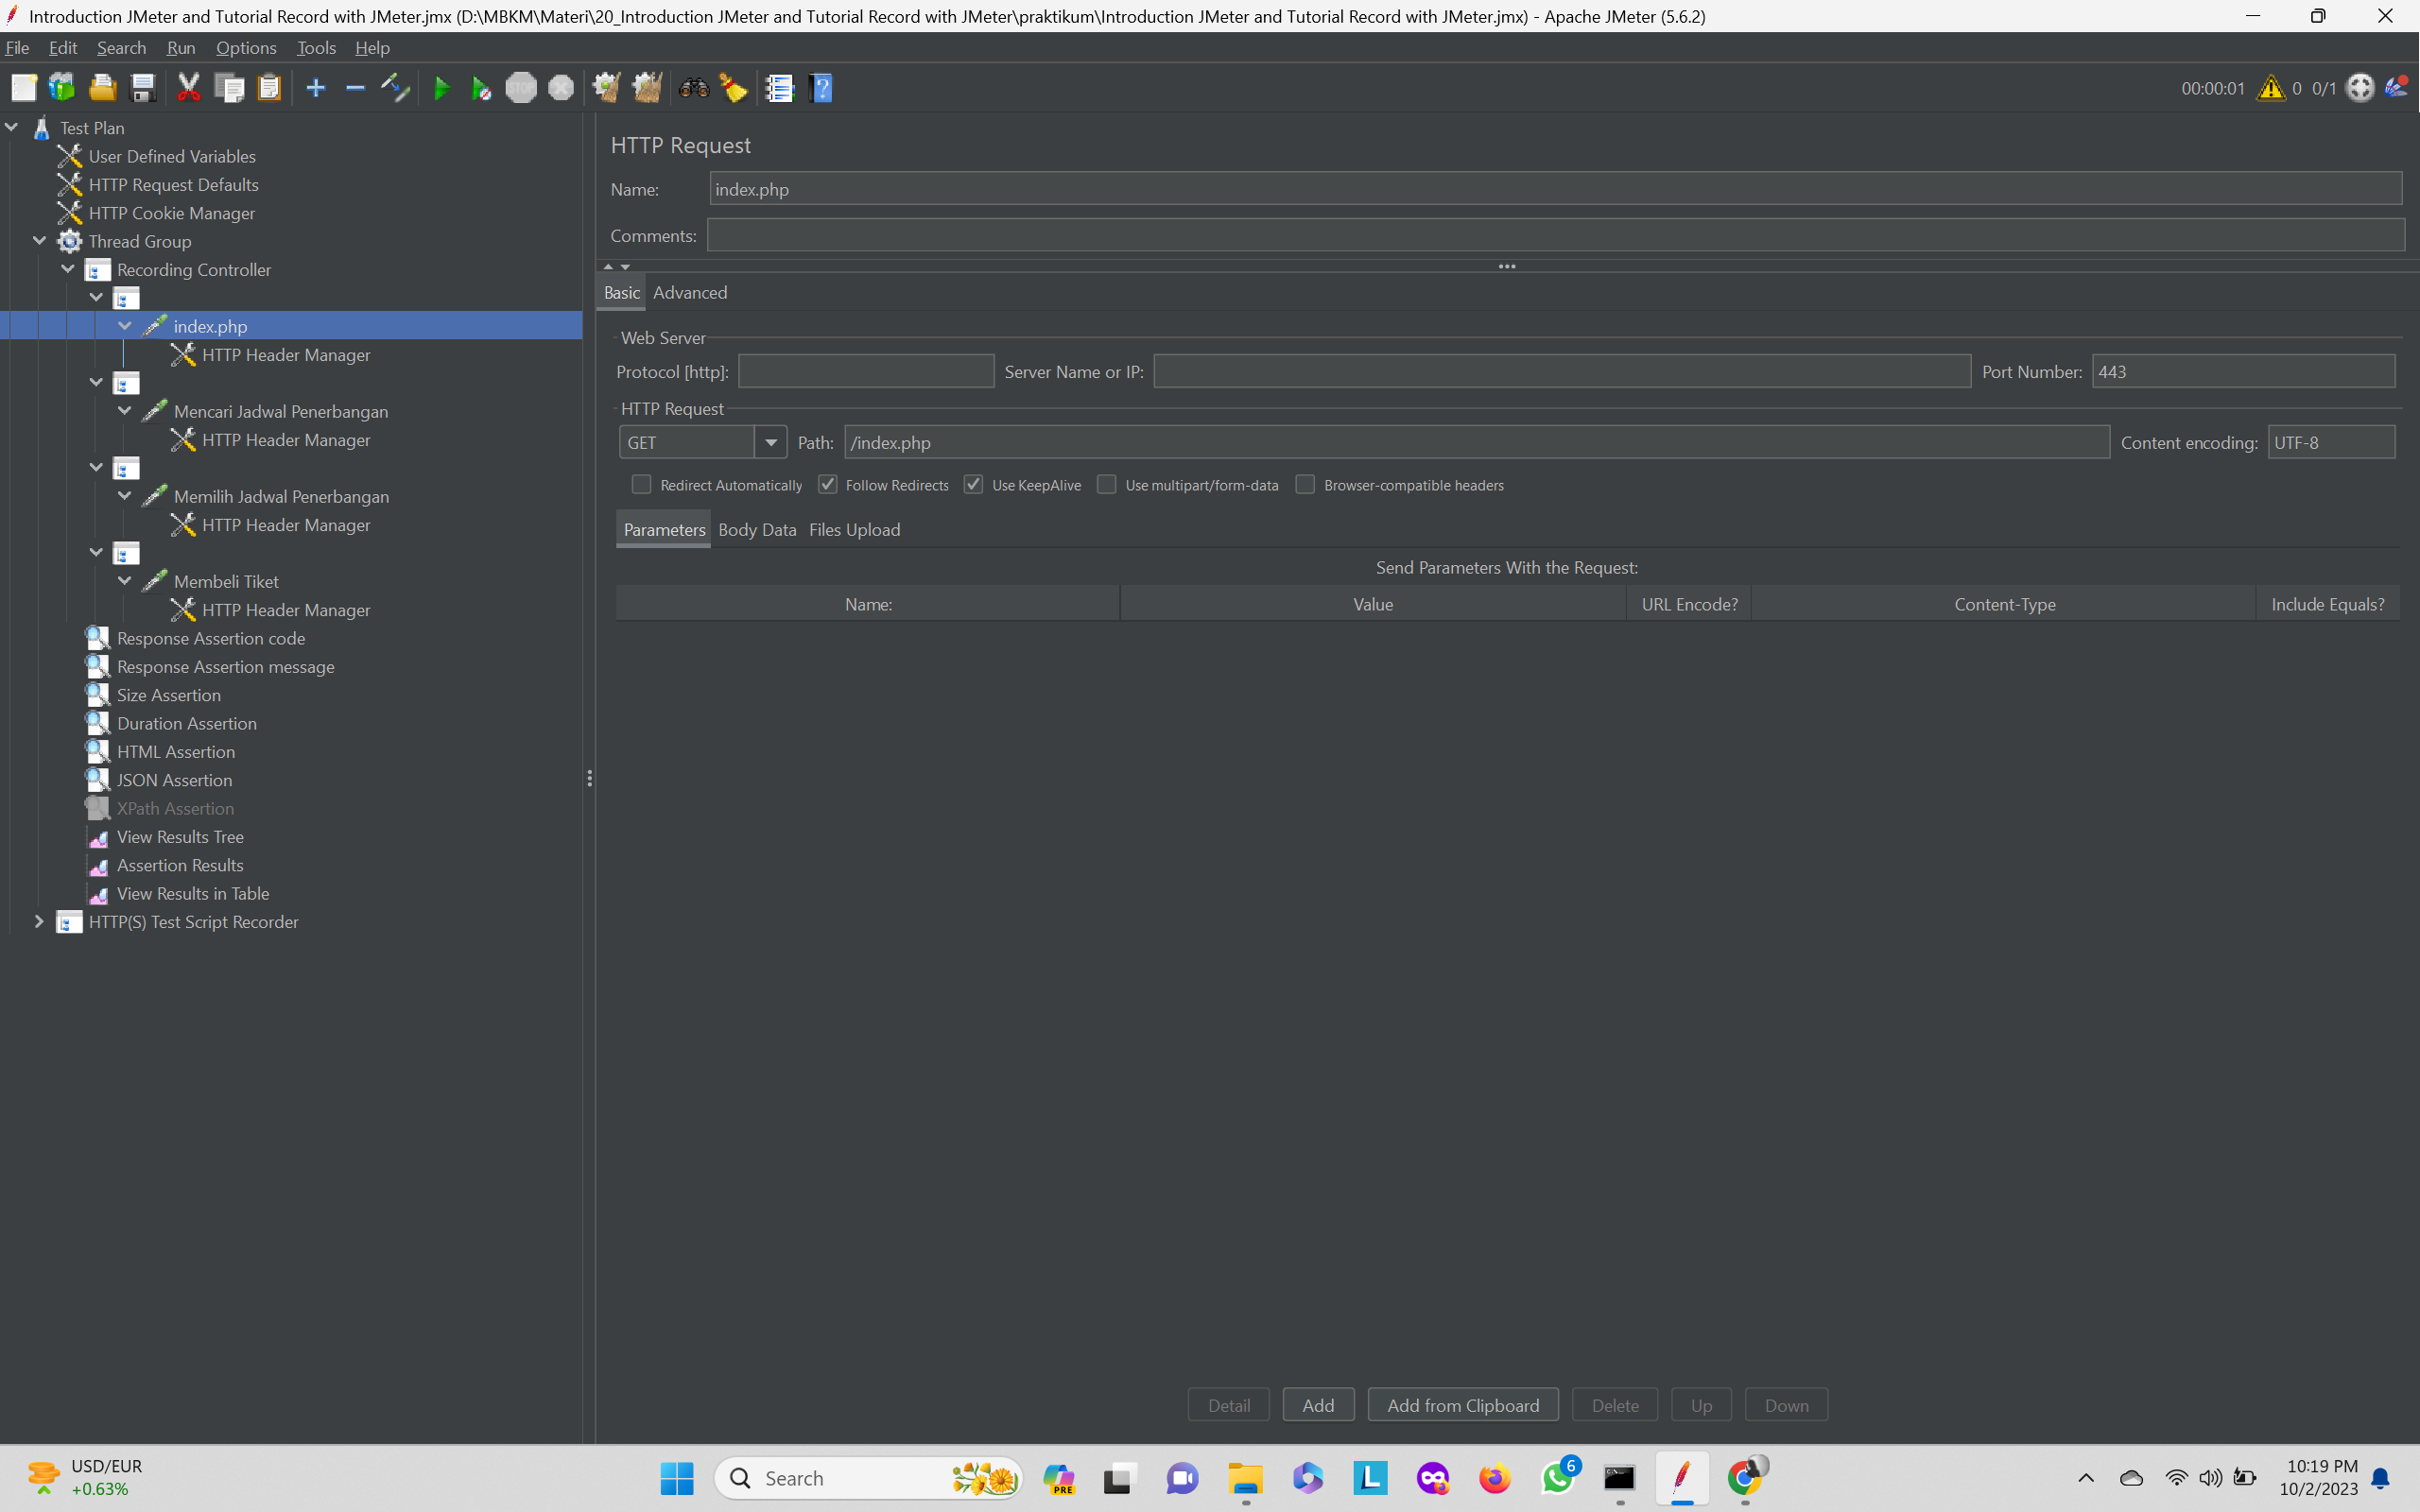 Introduction JMeter and Tutorial Record with JMeter.jmx (D:\MBKM\Materi\20_Introduction JMeter and Tutorial Record with JMeter\praktikum\Introduction JMeter and Tutorial Record with JMeter.jmx) - Apache JMeter (5.6.2)
File Edit Search Run Options Tools Help
STOP
00:00:01 0 0/1
Test Plan
User Defined Variables
HTTP Request Defaults
HTTP Cookie Manager
Thread Group
Recording Controller
index.php
HTTP Header Manager
Mencari Jadwal Penerbangan
HTTP Header Manager
Memilih Jadwal Penerbangan
HTTP Header Manager
Membeli Tiket
HTTP Header Manager
Response Assertion code
Response Assertion message
Size Assertion
Duration Assertion
HTML Assertion
JSON Assertion
XPath Assertion
View Results Tree
Assertion Results
View Results in Table
HTTP(S) Test Script Recorder
HTTP Request
Name: index.php
Comments:
Basic Advanced
Web Server
Protocol [http]: Server Name or IP: Port Number: 443
HTTP Request
GET Path: /index.php Content encoding: UTF-8
Redirect Automatically Follow Redirects Use KeepAlive Use multipart/form-data Browser-compatible headers
Parameters Body Data Files Upload
Send Parameters With the Request:
Name: Value URL Encode? Content-Type Include Equals?
Detail Add Add from Clipboard Delete Up Down
USD/EUR
+0.63%
Search
PRE
L
6
10:19 PM
10/2/2023